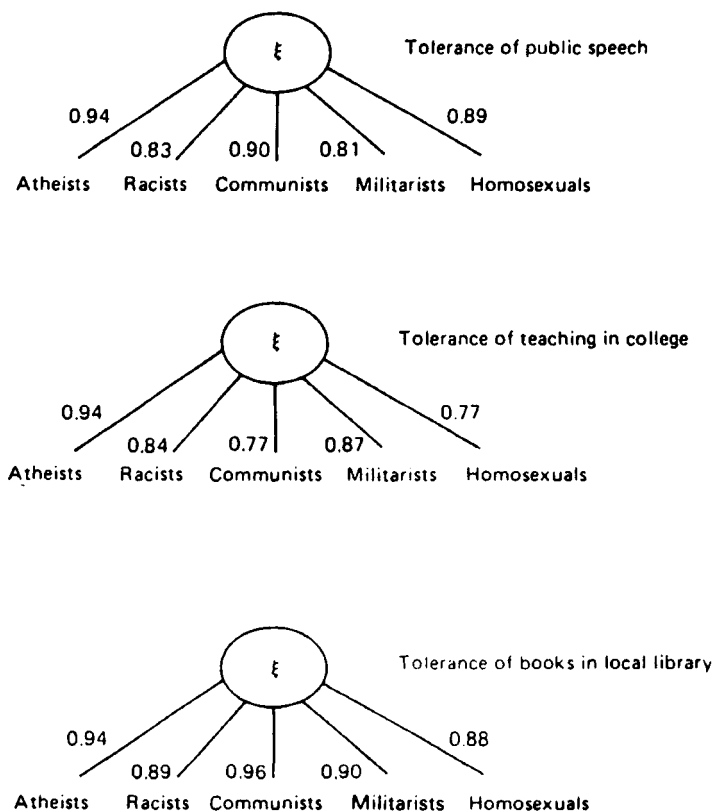 ξ Tolerance of public speech
0.94 0.89
0.83 0.90 0.81
Atheists Racists Communists Militarists Homosexuals
ξ Tolerance of teaching in college
0.94 0.77
0.84 0.77 0.87
Atheists Racists Communists Militarists Homosexuals
ξ Tolerance of books in local library
0.94 0.88
0.89 0.96 0.90
Atheists Racists Communists Militarists Homosexuals